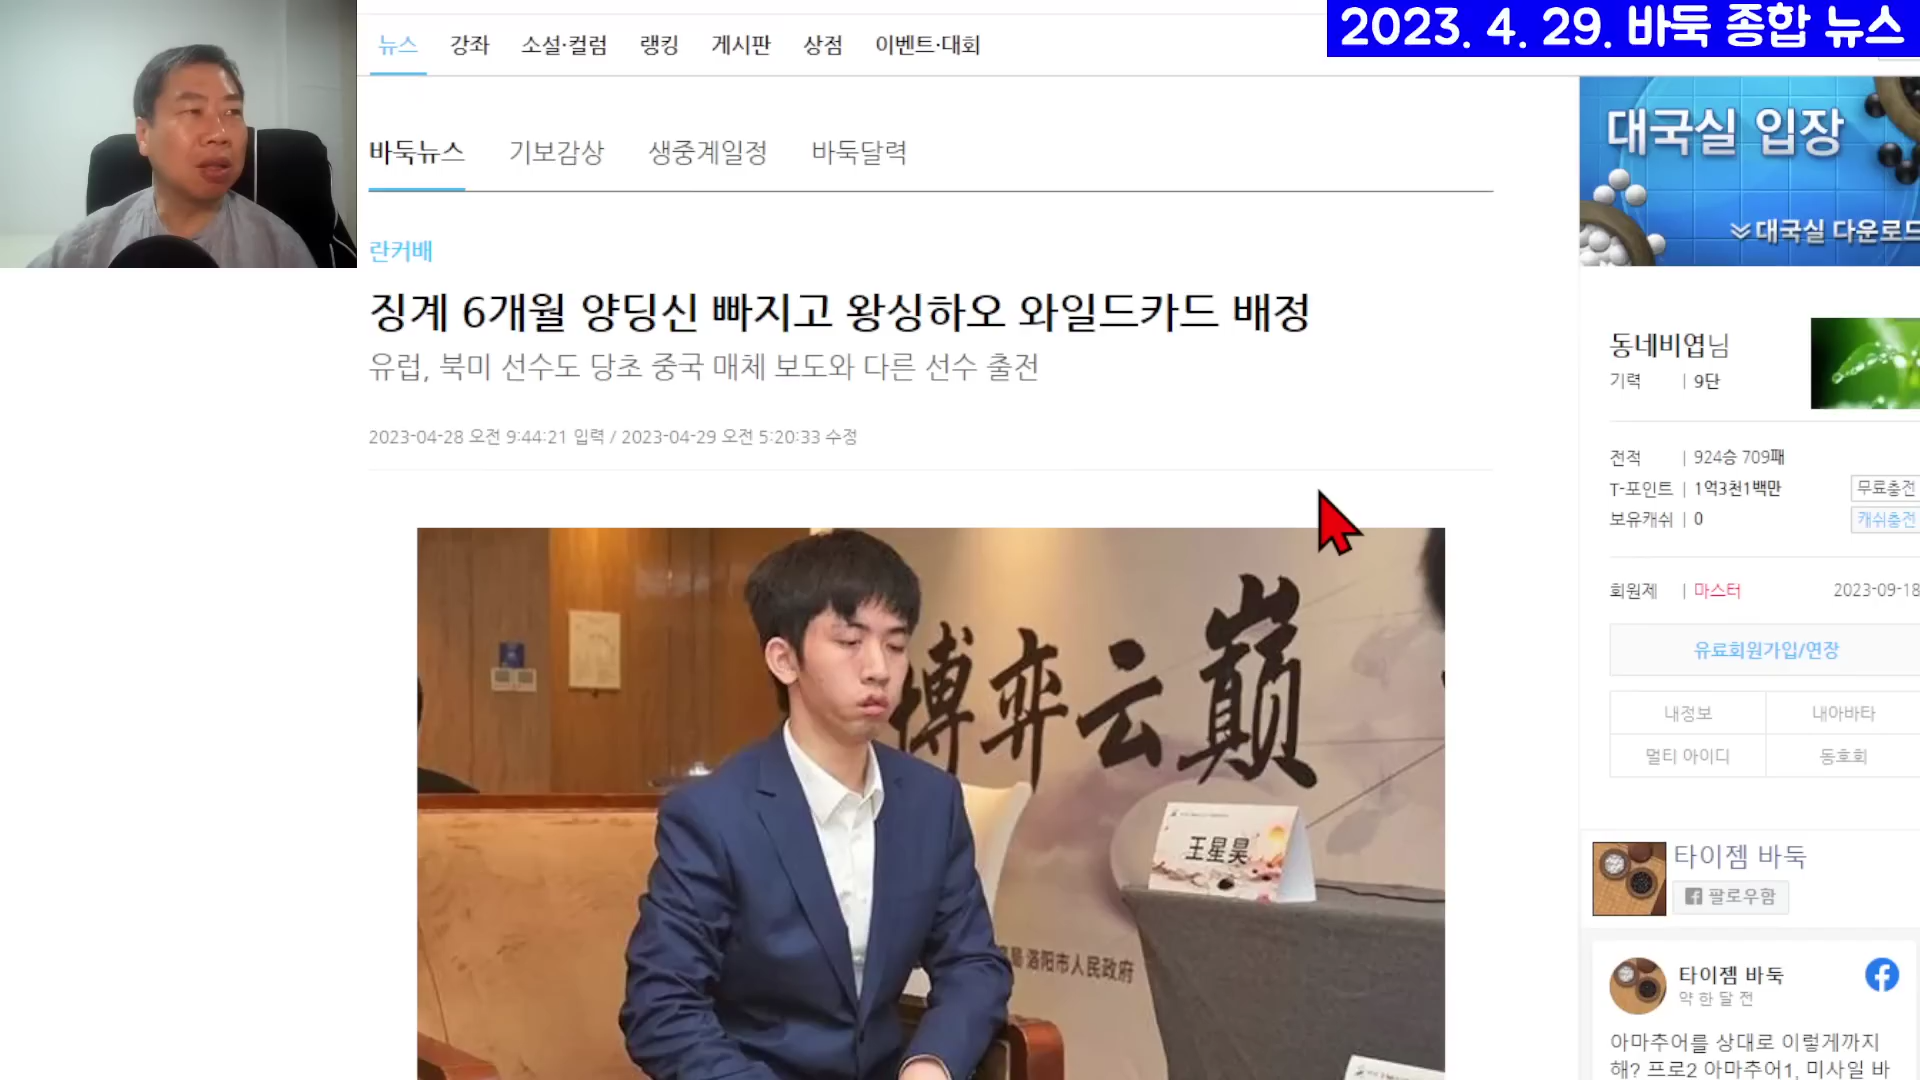 2023. 4. 29. 바둑 종합 뉴스
뉴스 강좌 소설·컬럼 랭킹 게시판 상점 이벤트·대회
바둑뉴스 기보감상 생중계일정 바둑달력
란커배
징계 6개월 양딩신 빠지고 왕싱하오 와일드카드 배정
유럽, 북미 선수도 당초 중국 매체 보도와 다른 선수 출전
2023-04-28 오전 9:44:21 입력 / 2023-04-29 오전 5:20:33 수정
博弈云巅
王星昊
洛阳市人民政府
대국실 입장
대국실 다운로드
동네비엽님
기력 | 9단
전적 | 924승 709패
T-포인트 | 1억3천1백만 무료충전
보유캐쉬 | 0 캐쉬충전
회원제 | 마스터 2023-09-18
유료회원가입/연장
내정보 내아바타
멀티 아이디 동호회
타이젬 바둑
팔로우함
타이젬 바둑
약 한 달 전
아마추어를 상대로 이렇게까지
해? 프로2 아마추어1, 미사일 바